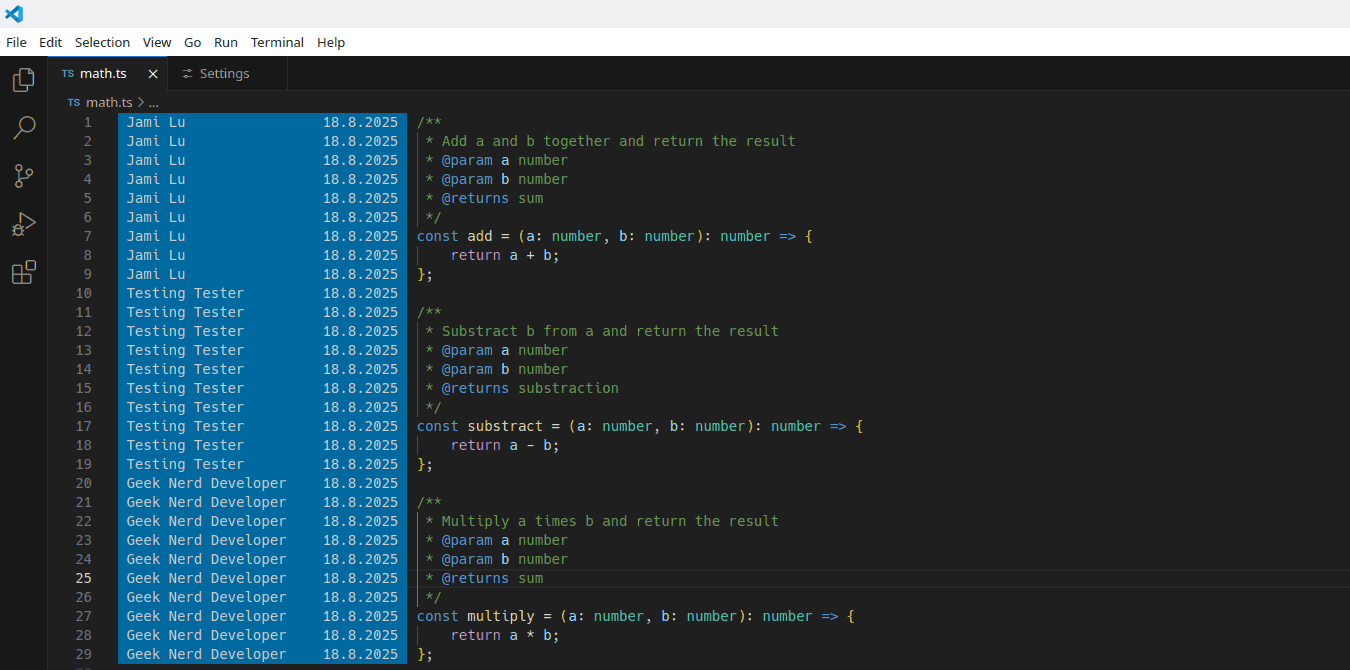 File Edit Selection View Go Run Terminal Help
TS math.ts × Settings
TS math.ts > ...
1 Jami Lu 18.8.2025 /**
2 Jami Lu 18.8.2025 * Add a and b together and return the result
3 Jami Lu 18.8.2025 * @param a number
4 Jami Lu 18.8.2025 * @param b number
5 Jami Lu 18.8.2025 * @returns sum
6 Jami Lu 18.8.2025 */
7 Jami Lu 18.8.2025 const add = (a: number, b: number): number => {
8 Jami Lu 18.8.2025 return a + b;
9 Jami Lu 18.8.2025 };
10 Testing Tester 18.8.2025
11 Testing Tester 18.8.2025 /**
12 Testing Tester 18.8.2025 * Substract b from a and return the result
13 Testing Tester 18.8.2025 * @param a number
14 Testing Tester 18.8.2025 * @param b number
15 Testing Tester 18.8.2025 * @returns substraction
16 Testing Tester 18.8.2025 */
17 Testing Tester 18.8.2025 const substract = (a: number, b: number): number => {
18 Testing Tester 18.8.2025 return a - b;
19 Testing Tester 18.8.2025 };
20 Geek Nerd Developer 18.8.2025
21 Geek Nerd Developer 18.8.2025 /**
22 Geek Nerd Developer 18.8.2025 * Multiply a times b and return the result
23 Geek Nerd Developer 18.8.2025 * @param a number
24 Geek Nerd Developer 18.8.2025 * @param b number
25 Geek Nerd Developer 18.8.2025 * @returns sum
26 Geek Nerd Developer 18.8.2025 */
27 Geek Nerd Developer 18.8.2025 const multiply = (a: number, b: number): number => {
28 Geek Nerd Developer 18.8.2025 return a * b;
29 Geek Nerd Developer 18.8.2025 };